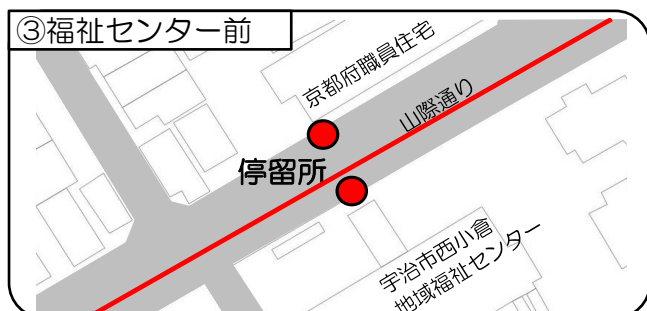 ③福祉センター前
京都府職員住宅
山際通り
停留所
宇治市西小倉
地域福祉センター